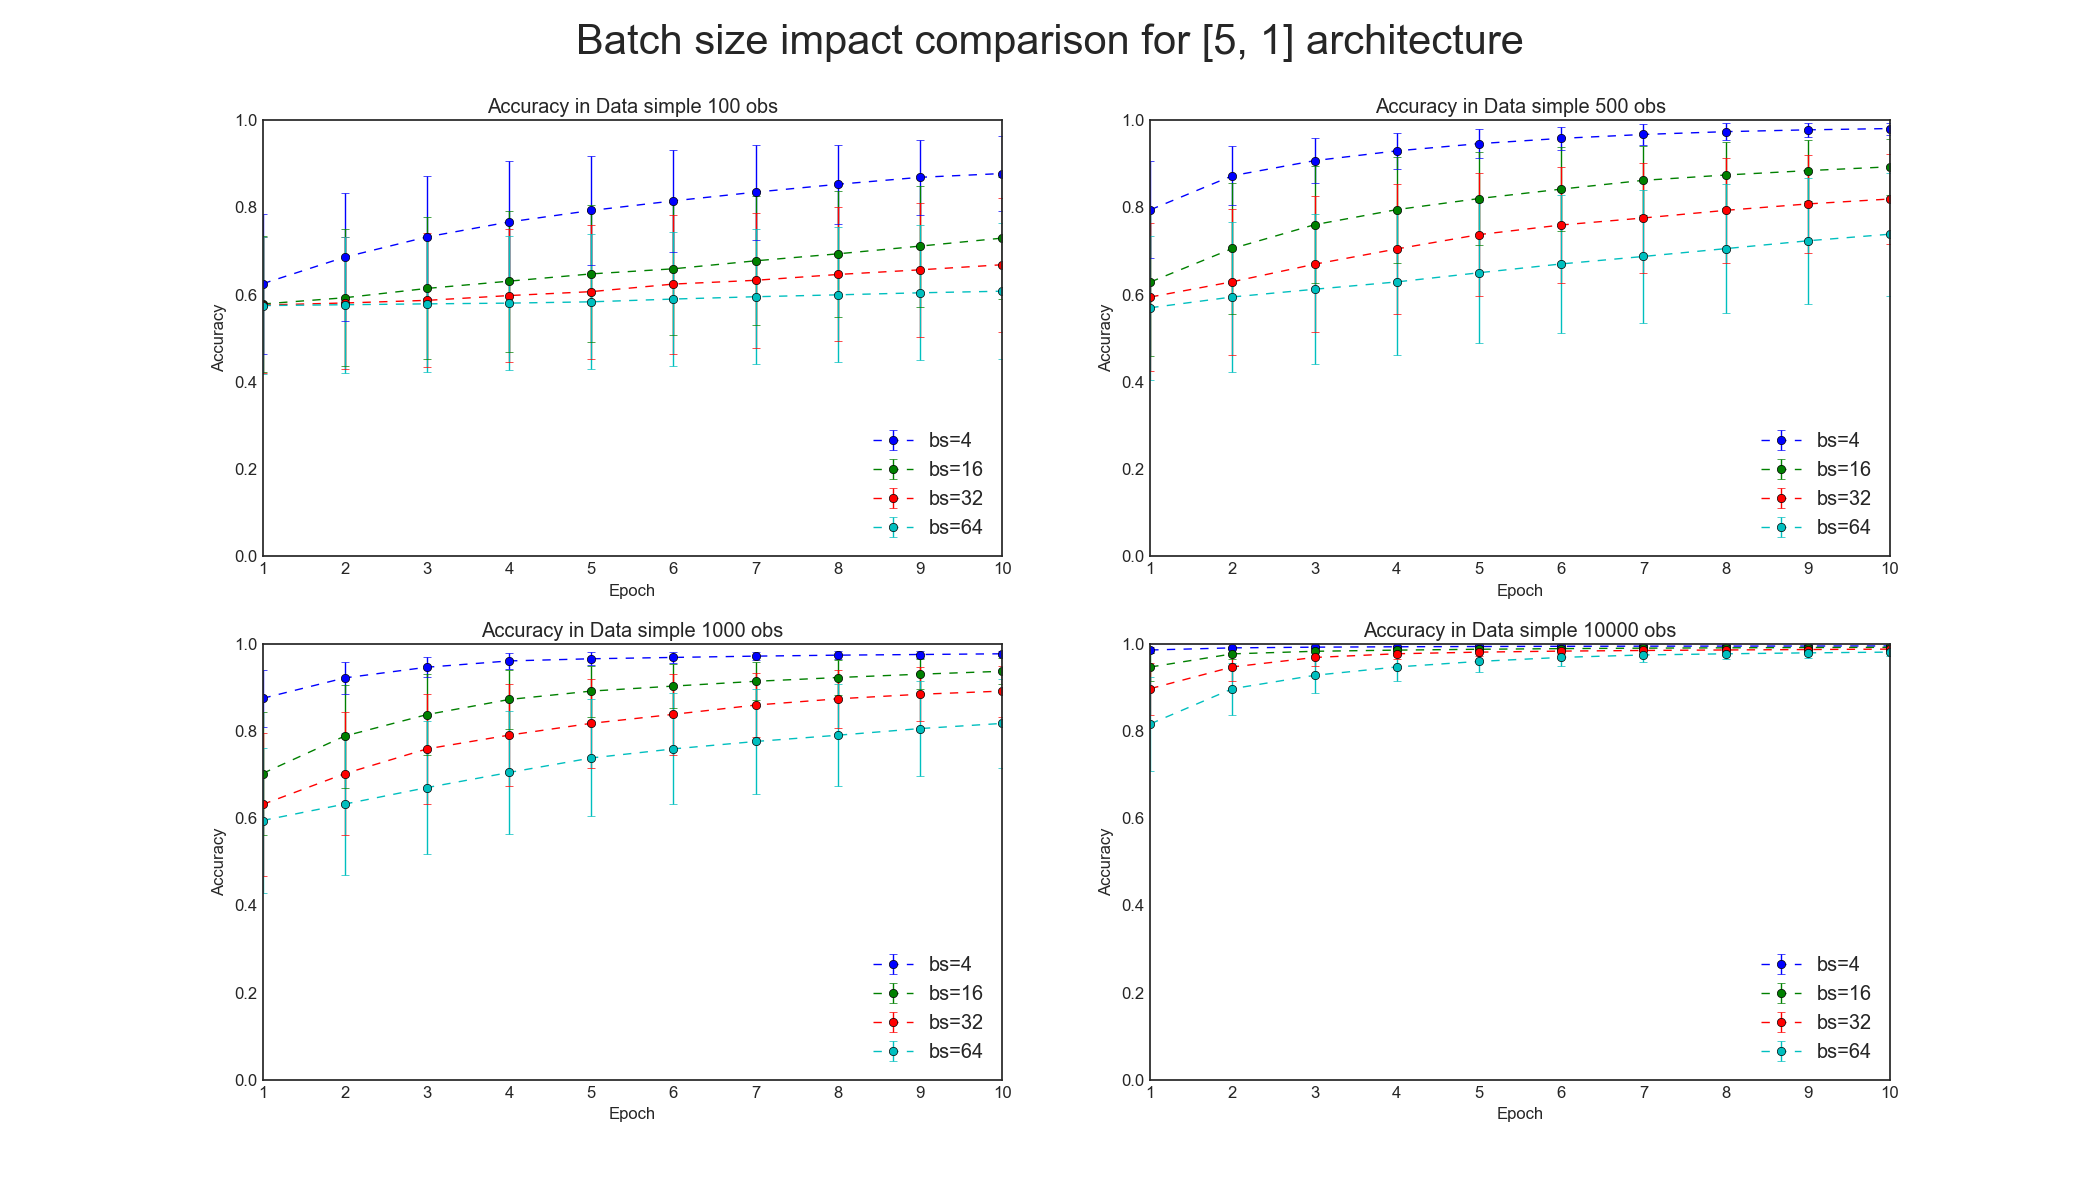 Batch size impact comparison for [5, 1] architecture
Accuracy in Data simple 100 obs
1.0
0.8
0.6
0.4
0.2
0.0
Accuracy
1 2 3 4 5 6 7 8 9 10
Epoch
bs=4
bs=16
bs=32
bs=64
Accuracy in Data simple 500 obs
1.0
0.8
0.6
0.4
0.2
0.0
Accuracy
1 2 3 4 5 6 7 8 9 10
Epoch
bs=4
bs=16
bs=32
bs=64
Accuracy in Data simple 1000 obs
1.0
0.8
0.6
0.4
0.2
0.0
Accuracy
1 2 3 4 5 6 7 8 9 10
Epoch
bs=4
bs=16
bs=32
bs=64
Accuracy in Data simple 10000 obs
1.0
0.8
0.6
0.4
0.2
0.0
Accuracy
1 2 3 4 5 6 7 8 9 10
Epoch
bs=4
bs=16
bs=32
bs=64